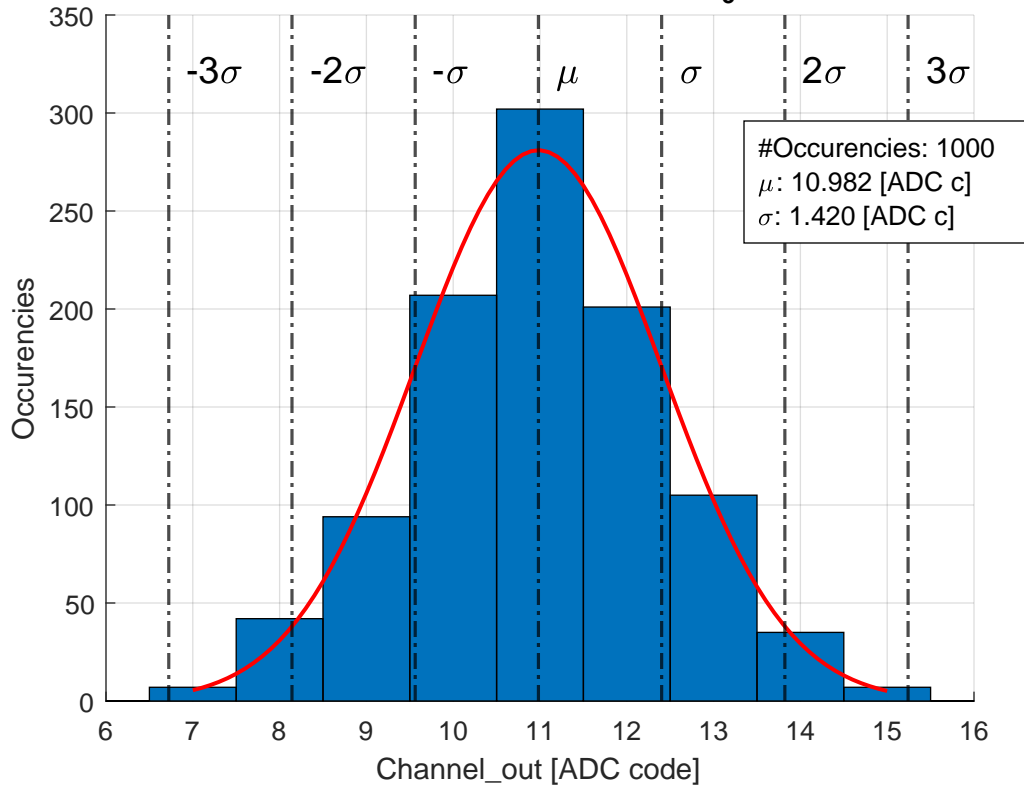 350
300
250
200
150
100
50
0
Occurencies
-3σ -2σ -σ μ σ 2σ 3σ
#Occurencies: 1000
μ: 10.982 [ADC c]
σ: 1.420 [ADC c]
6 7 8 9 10 11 12 13 14 15 16
Channel_out [ADC code]